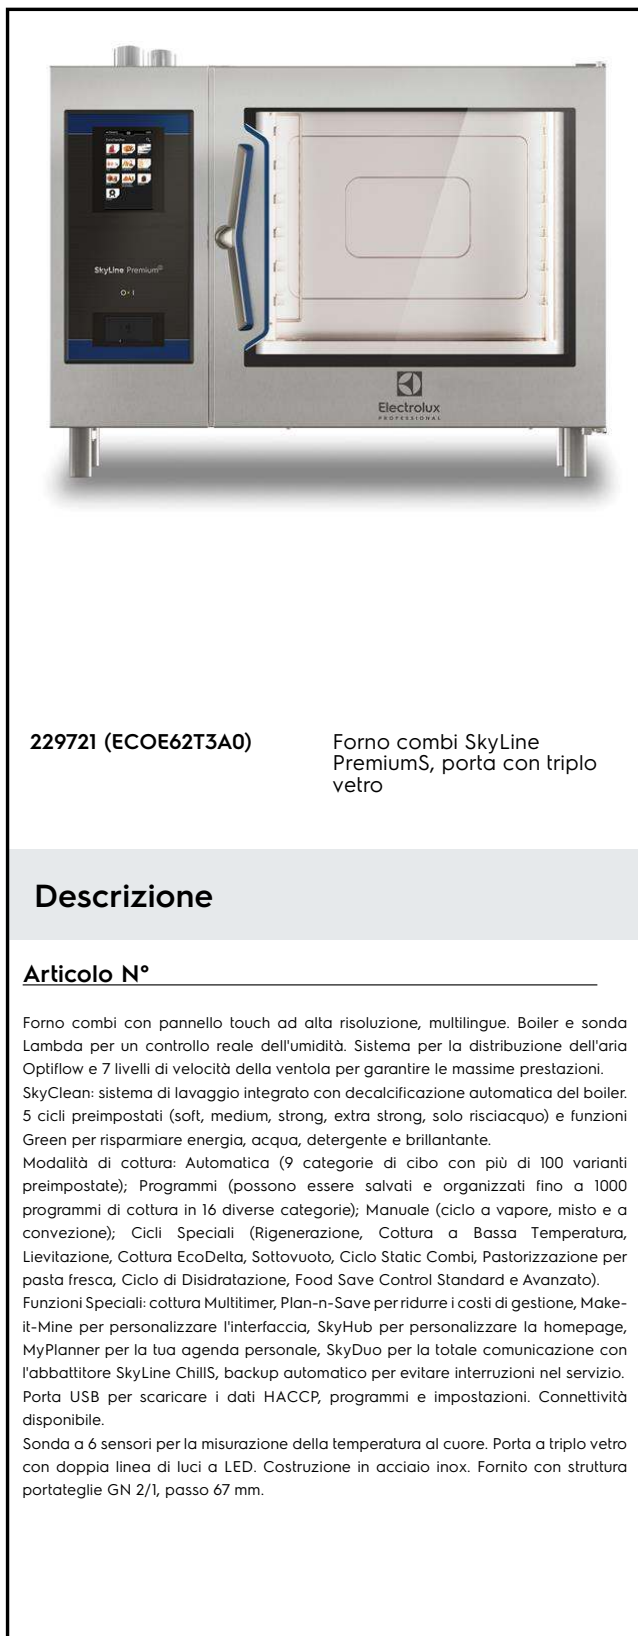 SkyLine PremiumS
Electrolux
PROFESSIONAL
229721 (ECOE62T3A0)
Forno combi SkyLine
PremiumS, porta con triplo
vetro
Descrizione
Articolo N°
Forno combi con pannello touch ad alta risoluzione, multilingue. Boiler e sonda
Lambda per un controllo reale dell'umidità. Sistema per la distribuzione dell'aria
Optiflow e 7 livelli di velocità della ventola per garantire le massime prestazioni.
SkyClean: sistema di lavaggio integrato con decalcificazione automatica del boiler.
5 cicli preimpostati (soft, medium, strong, extra strong, solo risciacquo) e funzioni
Green per risparmiare energia, acqua, detergente e brillantante.
Modalità di cottura: Automatica (9 categorie di cibo con più di 100 varianti
preimpostate); Programmi (possono essere salvati e organizzati fino a 1000
programmi di cottura in 16 diverse categorie); Manuale (ciclo a vapore, misto e a
convezione); Cicli Speciali (Rigenerazione, Cottura a Bassa Temperatura,
Lievitazione, Cottura EcoDelta, Sottovuoto, Ciclo Static Combi, Pastorizzazione per
pasta fresca, Ciclo di Disidratazione, Food Save Control Standard e Avanzato).
Funzioni Speciali: cottura Multitimer, Plan-n-Save per ridurre i costi di gestione, Make-
it-Mine per personalizzare l'interfaccia, SkyHub per personalizzare la homepage,
MyPlanner per la tua agenda personale, SkyDuo per la totale comunicazione con
l'abbattitore SkyLine ChillS, backup automatico per evitare interruzioni nel servizio.
Porta USB per scaricare i dati HACCP, programmi e impostazioni. Connettività
disponibile.
Sonda a 6 sensori per la misurazione della temperatura al cuore. Porta a triplo vetro
con doppia linea di luci a LED. Costruzione in acciaio inox. Fornito con struttura
portateglie GN 2/1, passo 67 mm.